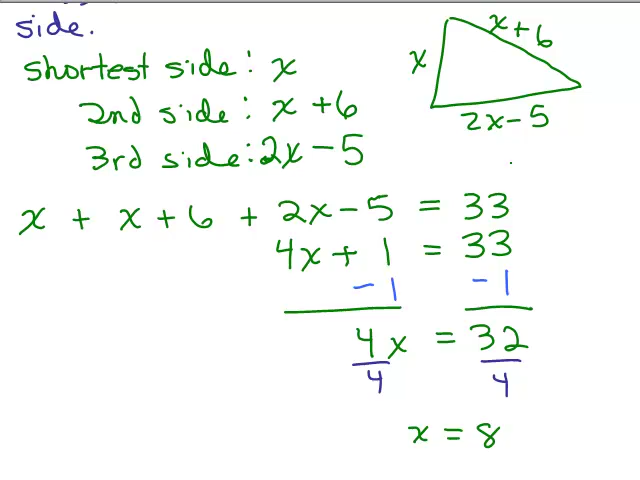 side.
shortest side: x
2nd side: x + 6
3rd side: 2x - 5
x
x + 6
2x - 5
x + x + 6 + 2x - 5 = 33
4x + 1 = 33
- 1 - 1
4x = 32
4 4
x = 8